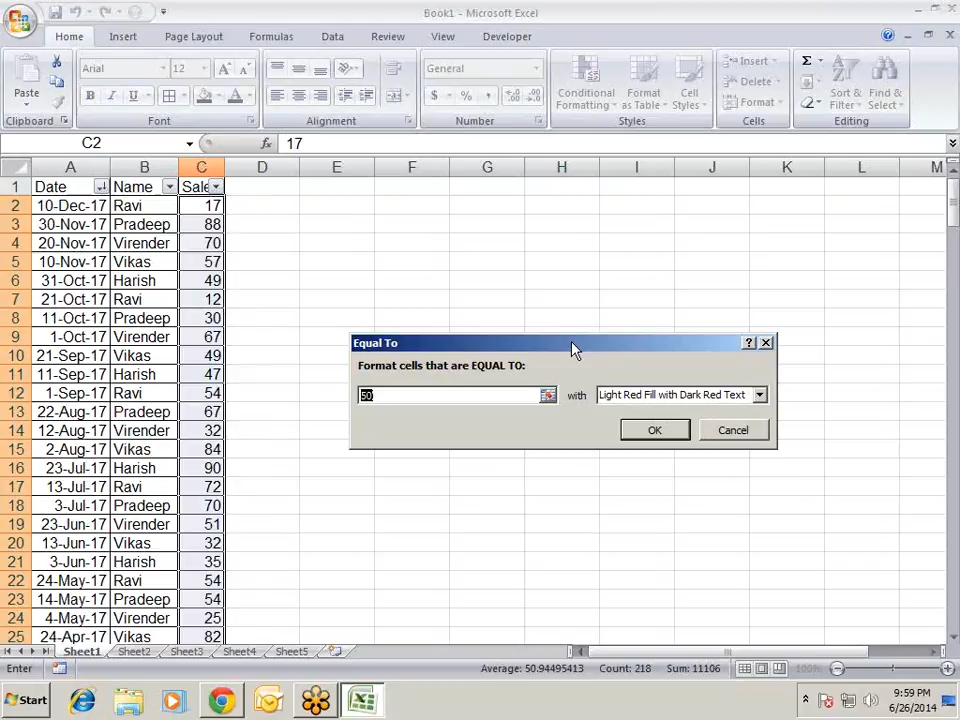 Book1 - Microsoft Excel
Home Insert Page Layout Formulas Data Review View Developer
Paste
Arial 12
General
Conditional Formatting
Format as Table
Cell Styles
Insert
Delete
Format
Sort & Filter
Find & Select
Clipboard Font Alignment Number Styles Cells Editing
C2 fx 17
A B C D E F G H I J K L M
1 Date Name Sale
2 10-Dec-17 Ravi 17
3 30-Nov-17 Pradeep 88
4 20-Nov-17 Virender 70
5 10-Nov-17 Vikas 57
6 31-Oct-17 Harish 49
7 21-Oct-17 Ravi 12
8 11-Oct-17 Pradeep 30
9 1-Oct-17 Virender 67
10 21-Sep-17 Vikas 49
11 11-Sep-17 Harish 47
12 1-Sep-17 Ravi 54
13 22-Aug-17 Pradeep 67
14 12-Aug-17 Virender 32
15 2-Aug-17 Vikas 84
16 23-Jul-17 Harish 90
17 13-Jul-17 Ravi 72
18 3-Jul-17 Pradeep 70
19 23-Jun-17 Virender 51
20 13-Jun-17 Vikas 32
21 3-Jun-17 Harish 35
22 24-May-17 Ravi 54
23 14-May-17 Pradeep 54
24 4-May-17 Virender 25
25 24-Apr-17 Vikas 82
Equal To
Format cells that are EQUAL TO:
50 with Light Red Fill with Dark Red Text
OK Cancel
Sheet1 Sheet2 Sheet3 Sheet4 Sheet5
Enter Average: 50.94495413 Count: 218 Sum: 11106 100%
Start
9:59 PM
6/26/2014